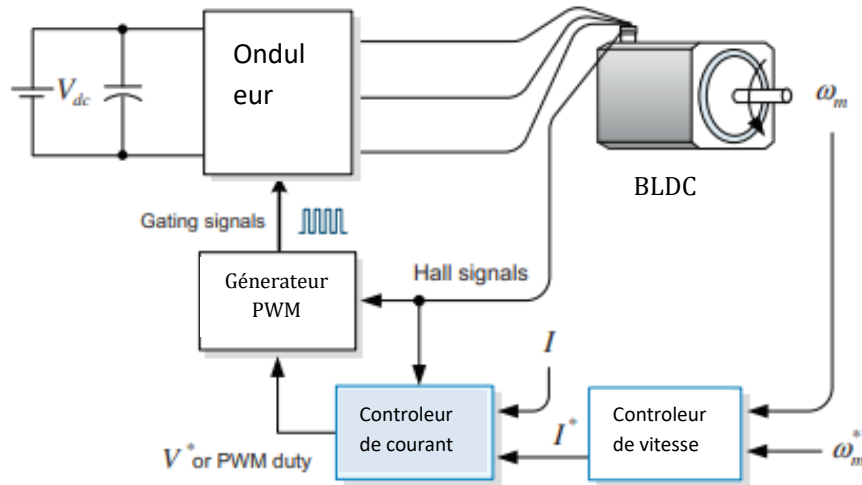 Ondul
eur
V_dc
ω_m
BLDC
Gating signals
Génerateur
PWM
Hall signals
I
Controleur
de courant
I*
Controleur
de vitesse
V* or PWM duty
ω_m*